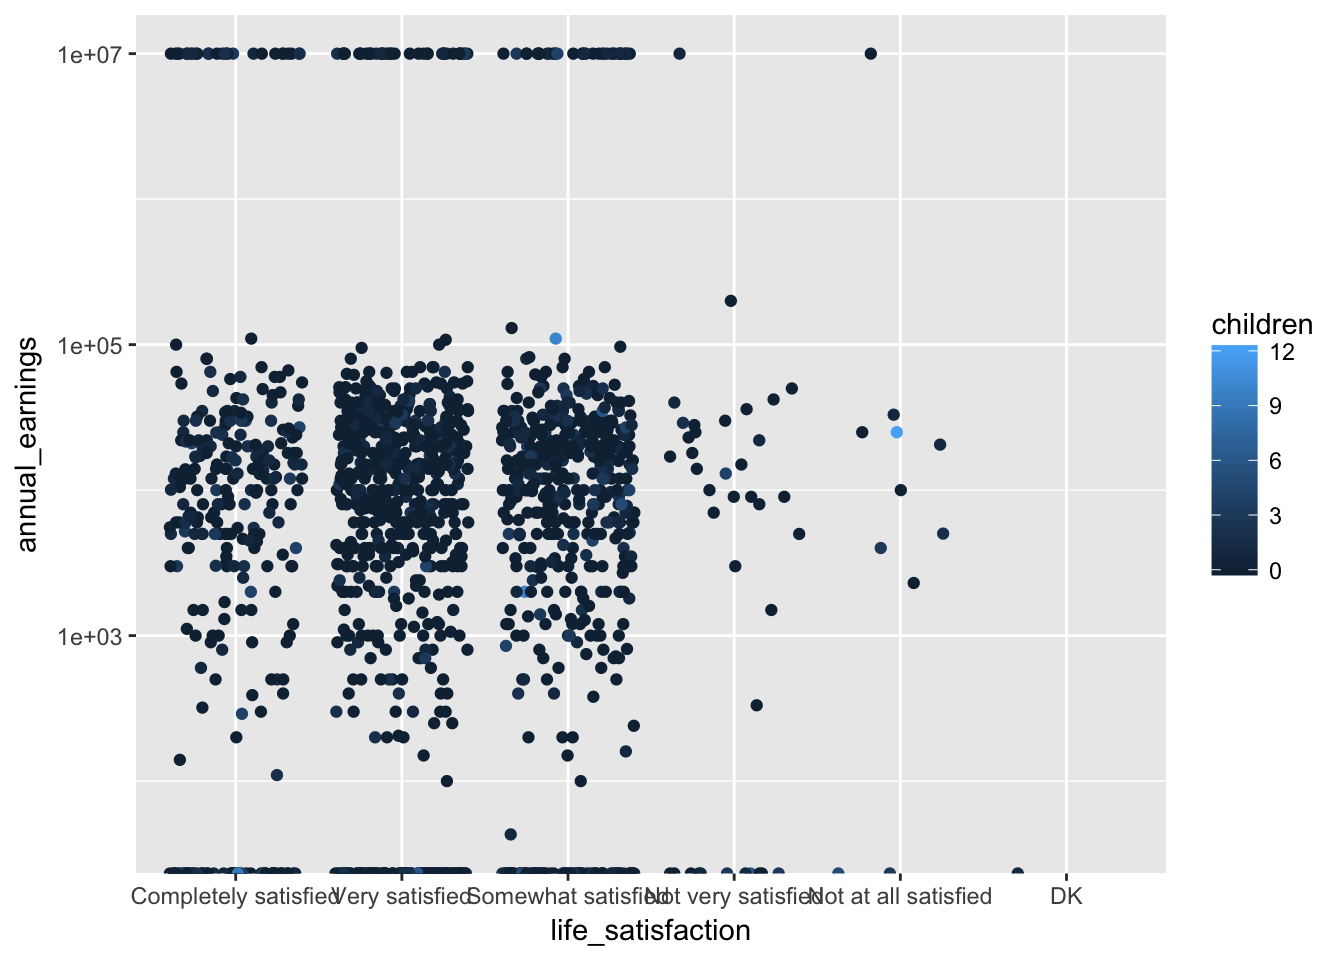 1e+07
1e+05
1e+03
annual_earnings
Completely satisfied
Very satisfied
Somewhat satisfied
Not very satisfied
Not at all satisfied
DK
life_satisfaction
children
12
9
6
3
0